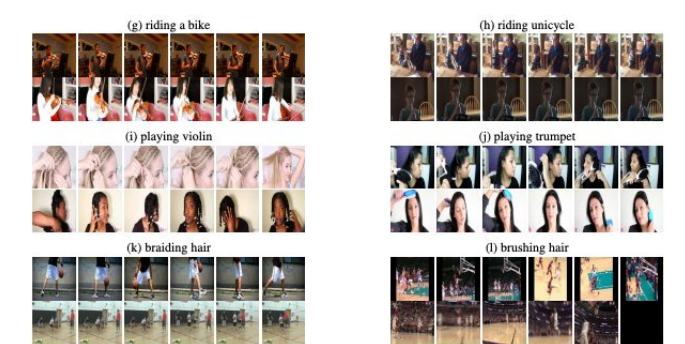 (g) riding a bike
(h) riding unicycle
(i) playing violin
(j) playing trumpet
(k) braiding hair
(l) brushing hair